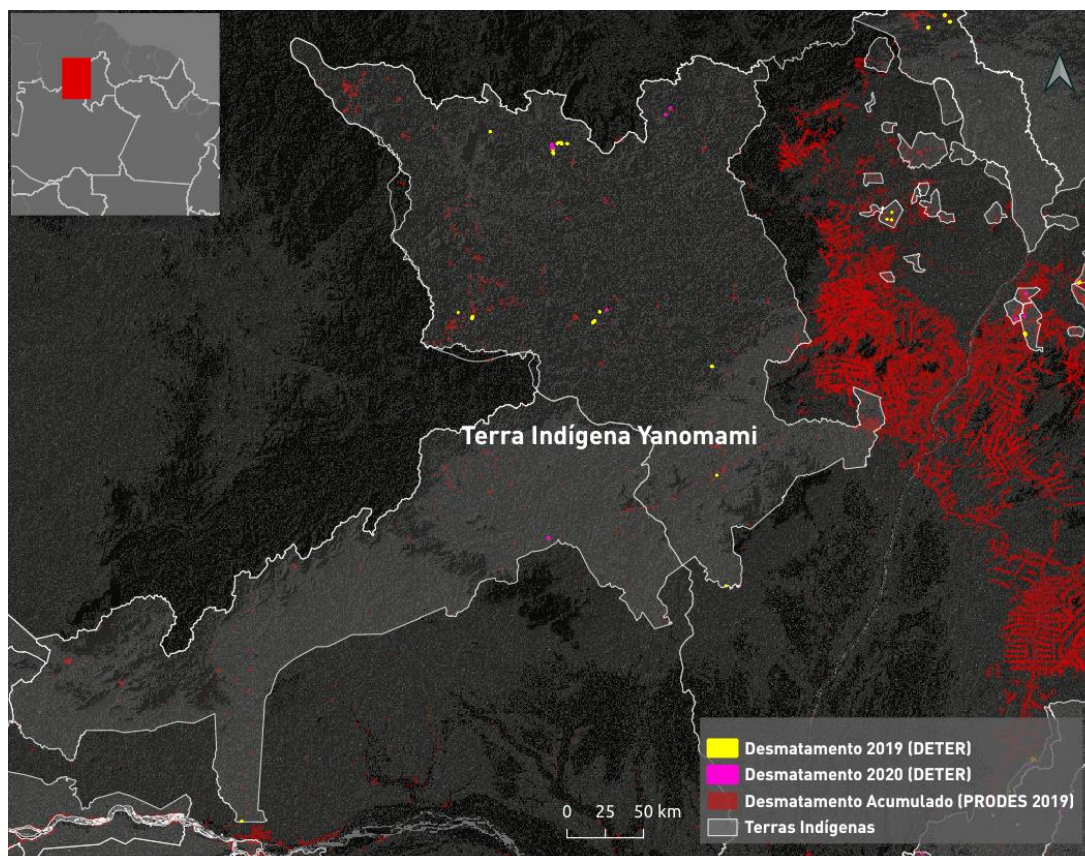 Terra Indígena Yanomami
Desmatamento 2019 (DETER)
Desmatamento 2020 (DETER)
Desmatamento Acumulado (PRODES 2019)
Terras Indígenas
0 25 50 km